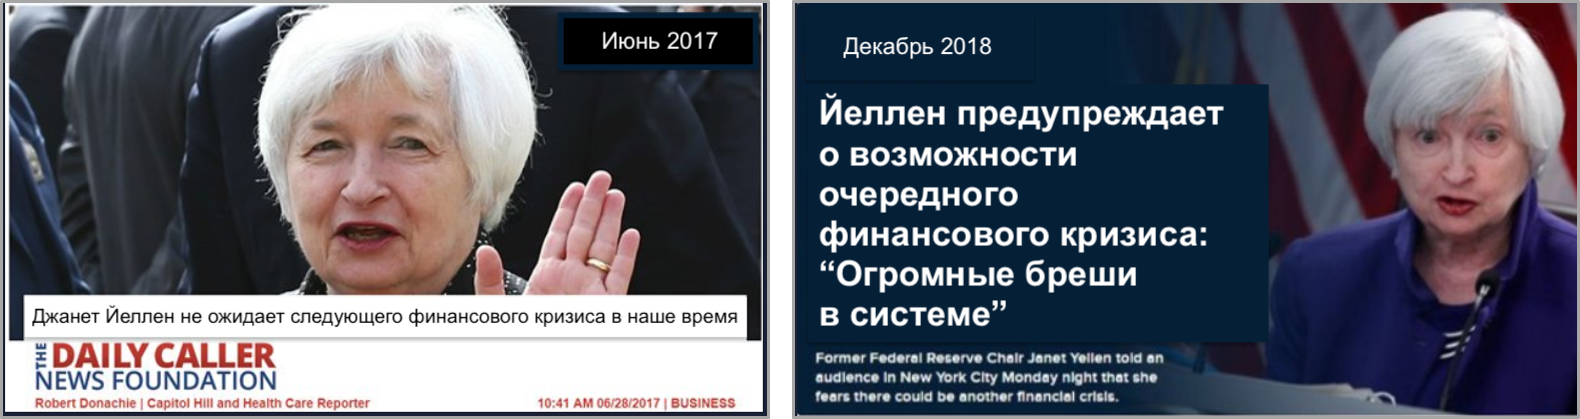 Июнь 2017
Джанет Йеллен не ожидает следующего финансового кризиса в наше время
THE DAILY CALLER
NEWS FOUNDATION
Robert Donachie | Capitol Hill and Health Care Reporter
10:41 AM 06/28/2017 | BUSINESS
Декабрь 2018
Йеллен предупреждает
о возможности
очередного
финансового кризиса:
“Огромные бреши
в системе”
Former Federal Reserve Chair Janet Yellen told an
audience in New York City Monday night that she
fears there could be another financial crisis.